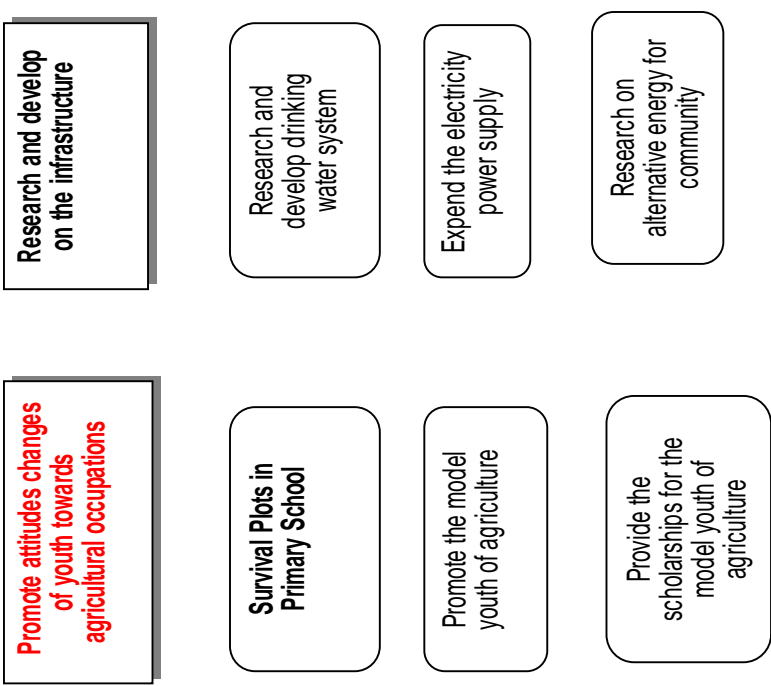 Promote attitudes changes
of youth towards
agricultural occupations
Survival Plots in
Primary School
Promote the model
youth of agriculture
Provide the
scholarships for the
model youth of
agriculture
Research and develop
on the infrastructure
Research and
develop drinking
water system
Expend the electricity
power supply
Research on
alternative energy for
community